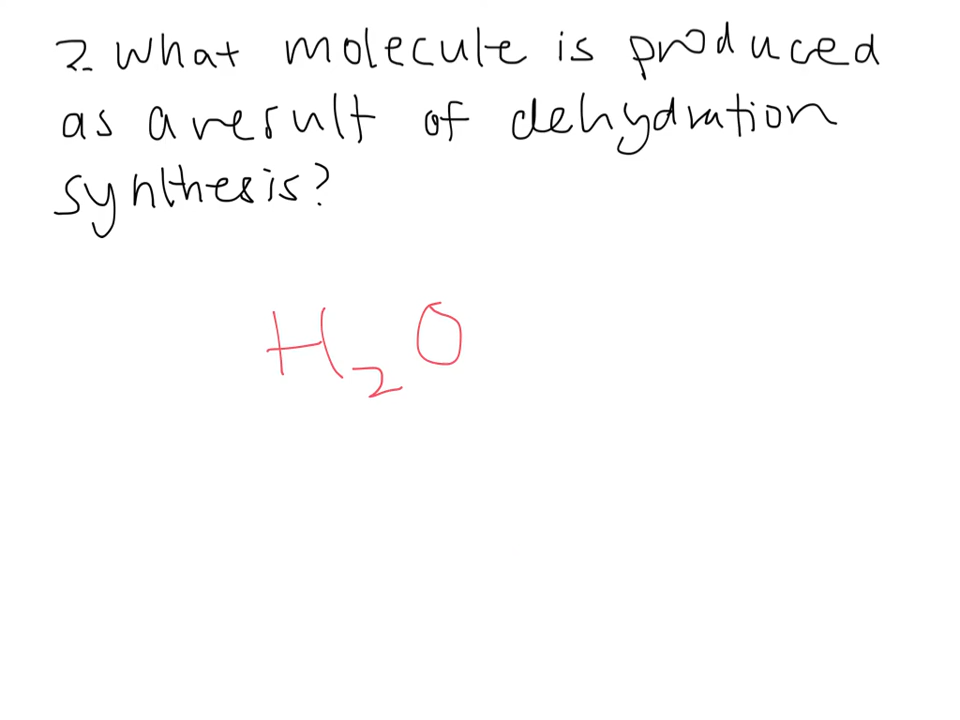 2 What molecule is produced
as a result of dehydration
synthesis?
H₂O